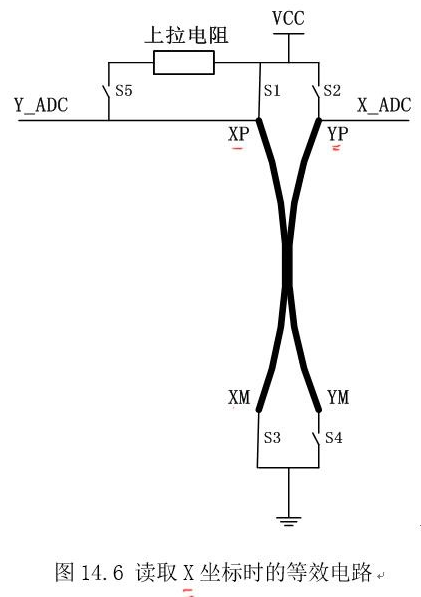 VCC
上拉电阻
S5
S1
S2
Y_ADC
X_ADC
XP
YP
XM
YM
S3
S4
图 14.6 读取 X 坐标时的等效电路